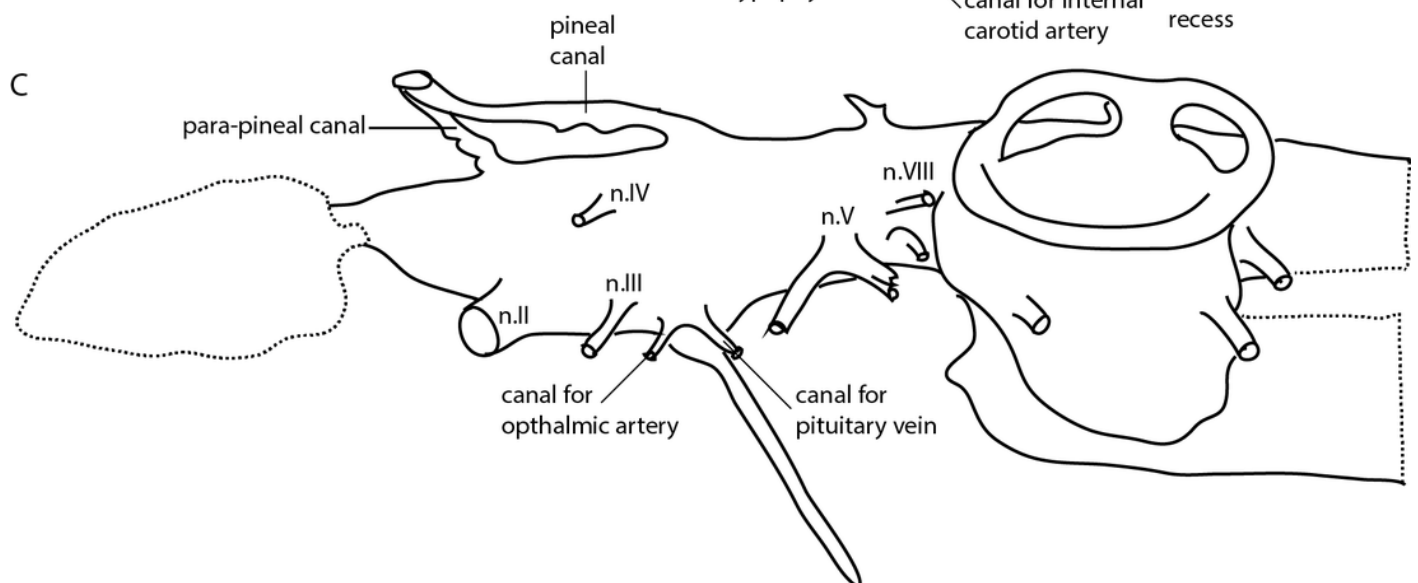 canal for internal
carotid artery
recess
pineal
canal
C
para-pineal canal
n.VIII
n.IV
n.V
n.III
n.II
canal for
opthalmic artery
canal for
pituitary vein